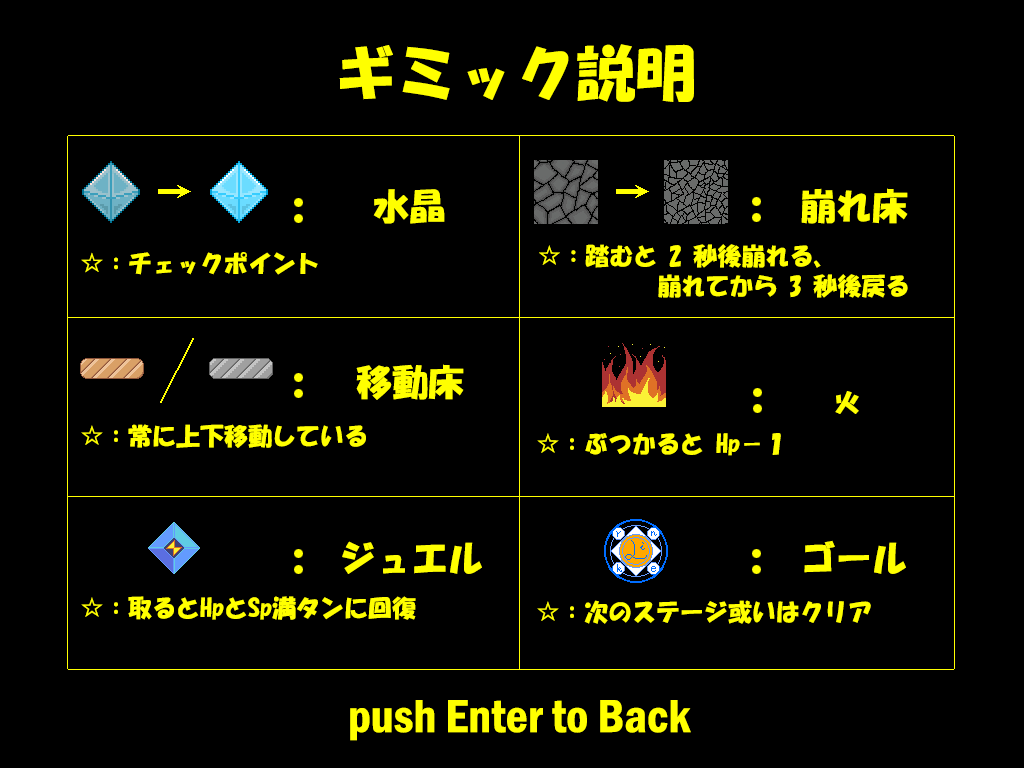 ギミック説明
→ ： 水晶
☆：チェックポイント
→ ： 崩れ床
☆：踏むと 2 秒後崩れる、
崩れてから 3 秒後戻る
／ ： 移動床
☆：常に上下移動している
： 火
☆：ぶつかると Hp－1
： ジュエル
☆：取るとHpとSp満タンに回復
： ゴール
☆：次のステージ或いはクリア
push Enter to Back